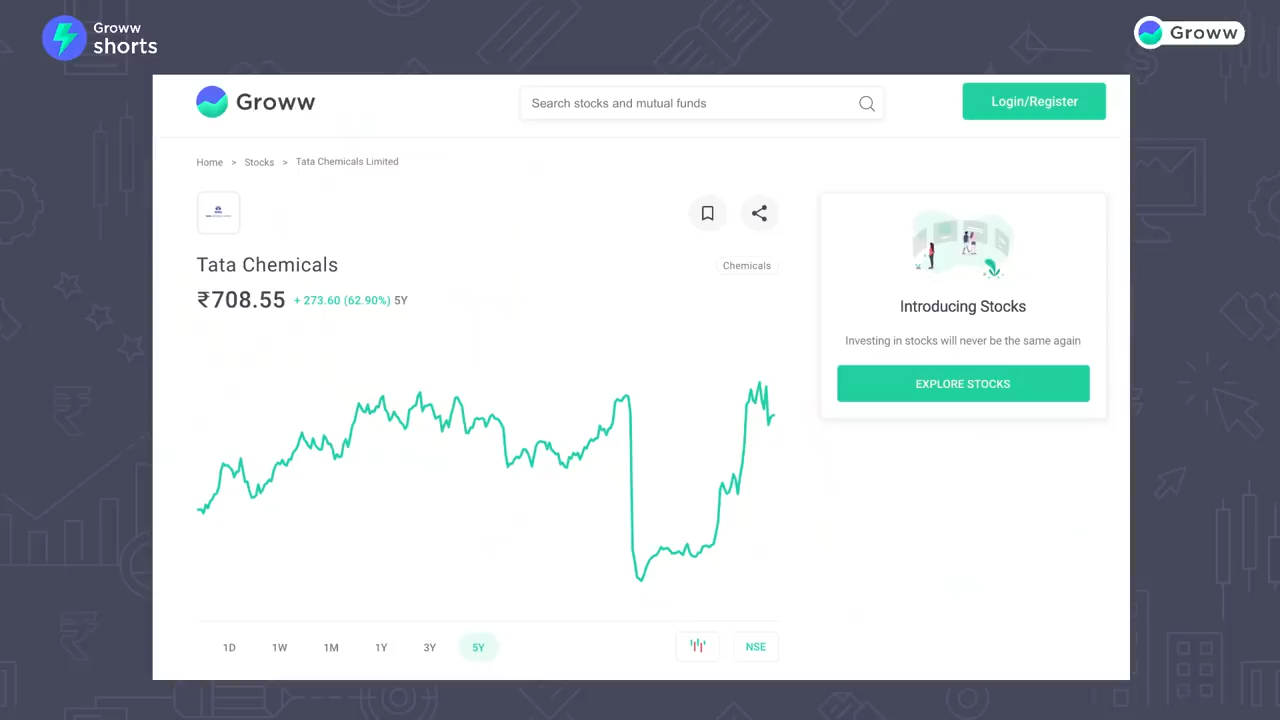 Groww
shorts
Groww
Groww
Search stocks and mutual funds
Login/Register
Home > Stocks > Tata Chemicals Limited
Tata Chemicals
Chemicals
₹708.55 + 273.60 (62.90%) 5Y
Introducing Stocks
Investing in stocks will never be the same again
EXPLORE STOCKS
1D 1W 1M 1Y 3Y 5Y NSE